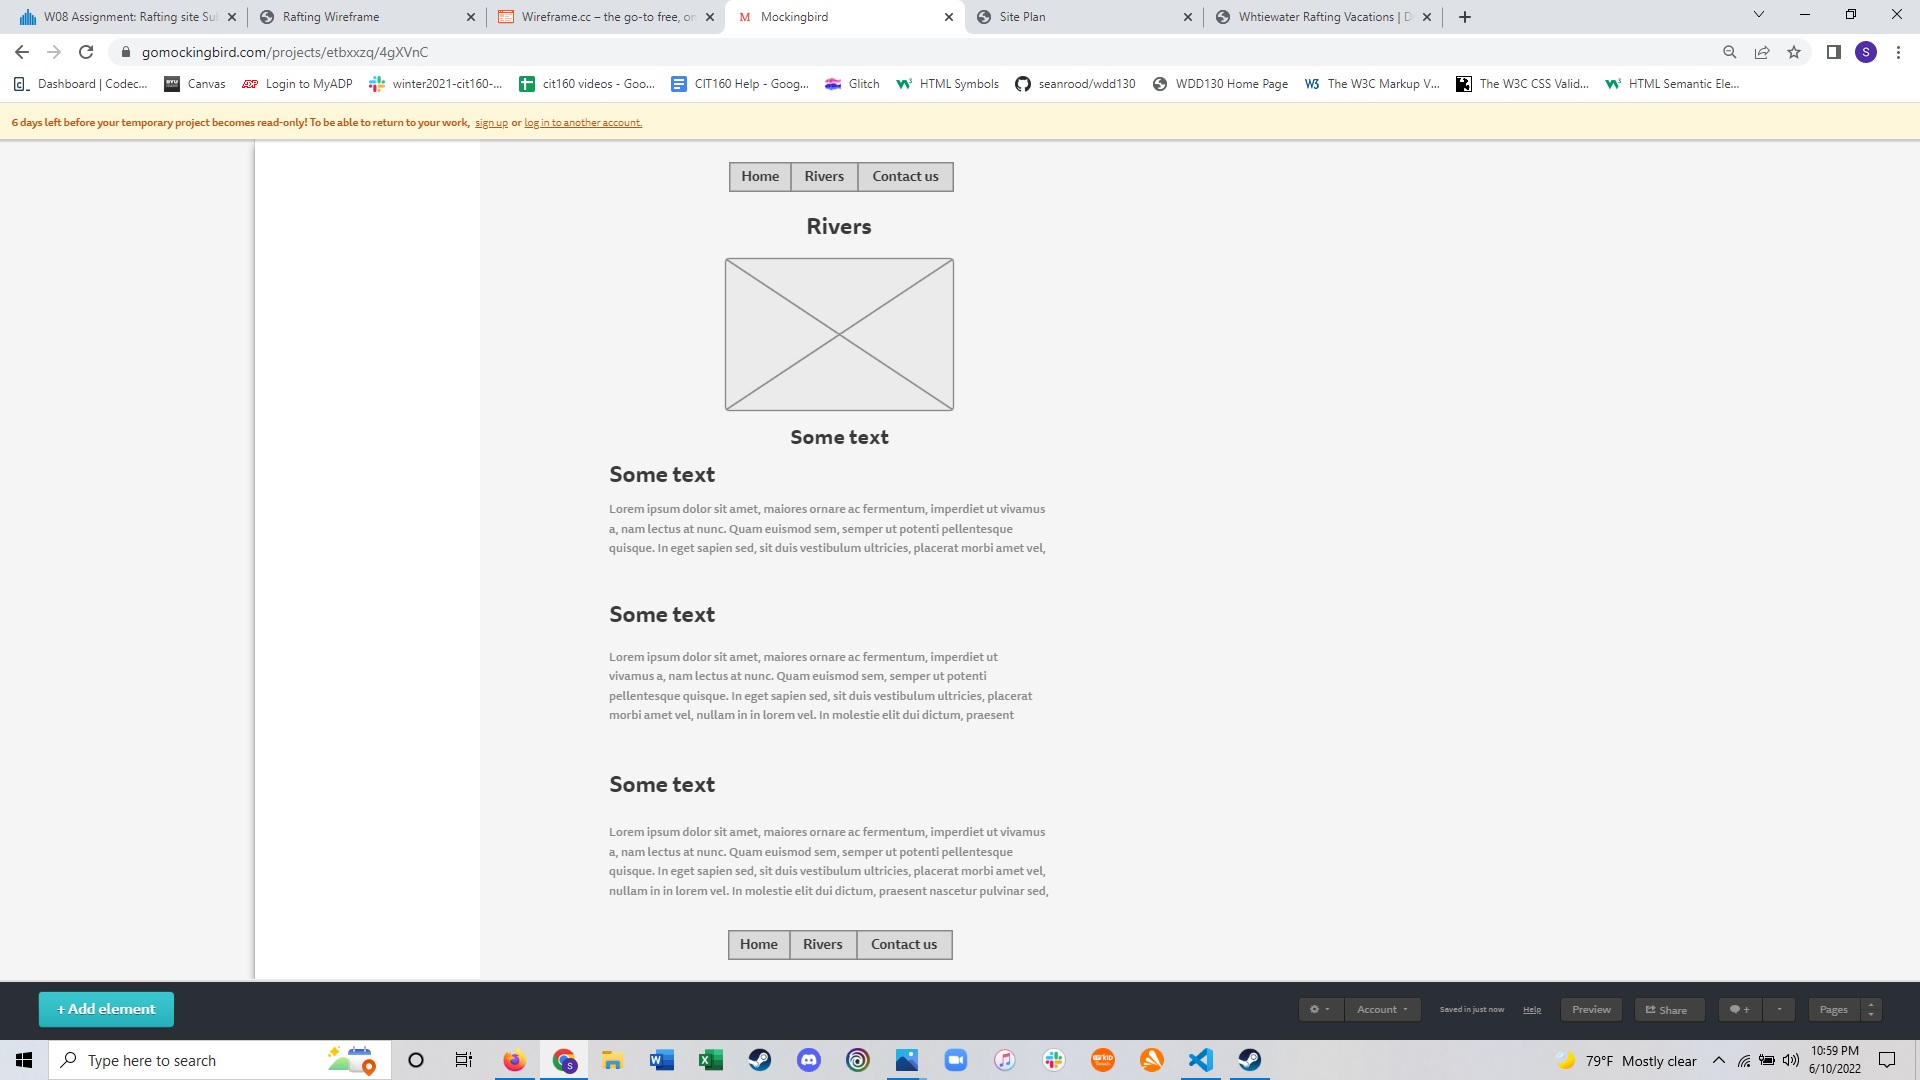 W08 Assignment: Rafting site Su
Rafting Wireframe
Wireframe.cc – the go-to free, on
M Mockingbird
Site Plan
Whtiewater Rafting Vacations | D
gomockingbird.com/projects/etbxxzq/4gXVnC
S
Dashboard | Codec...
Canvas
Login to MyADP
winter2021-cit160-...
cit160 videos - Goo...
CIT160 Help - Goog...
Glitch
HTML Symbols
seanrood/wdd130
WDD130 Home Page
The W3C Markup V...
The W3C CSS Valid...
HTML Semantic Ele...
6 days left before your temporary project becomes read-only! To be able to return to your work, sign up or log in to another account.
Home Rivers Contact us
Rivers
Some text
Some text
Lorem ipsum dolor sit amet, maiores ornare ac fermentum, imperdiet ut vivamus
a, nam lectus at nunc. Quam euismod sem, semper ut potenti pellentesque
quisque. In eget sapien sed, sit duis vestibulum ultricies, placerat morbi amet vel,
Some text
Lorem ipsum dolor sit amet, maiores ornare ac fermentum, imperdiet ut
vivamus a, nam lectus at nunc. Quam euismod sem, semper ut potenti
pellentesque quisque. In eget sapien sed, sit duis vestibulum ultricies, placerat
morbi amet vel, nullam in in lorem vel. In molestie elit dui dictum, praesent
Some text
Lorem ipsum dolor sit amet, maiores ornare ac fermentum, imperdiet ut vivamus
a, nam lectus at nunc. Quam euismod sem, semper ut potenti pellentesque
quisque. In eget sapien sed, sit duis vestibulum ultricies, placerat morbi amet vel,
nullam in in lorem vel. In molestie elit dui dictum, praesent nascetur pulvinar sed,
Home Rivers Contact us
+ Add element
Account
Saved in just now
Help
Preview
Share
+
Pages
Type here to search
79°F Mostly clear
10:59 PM
6/10/2022